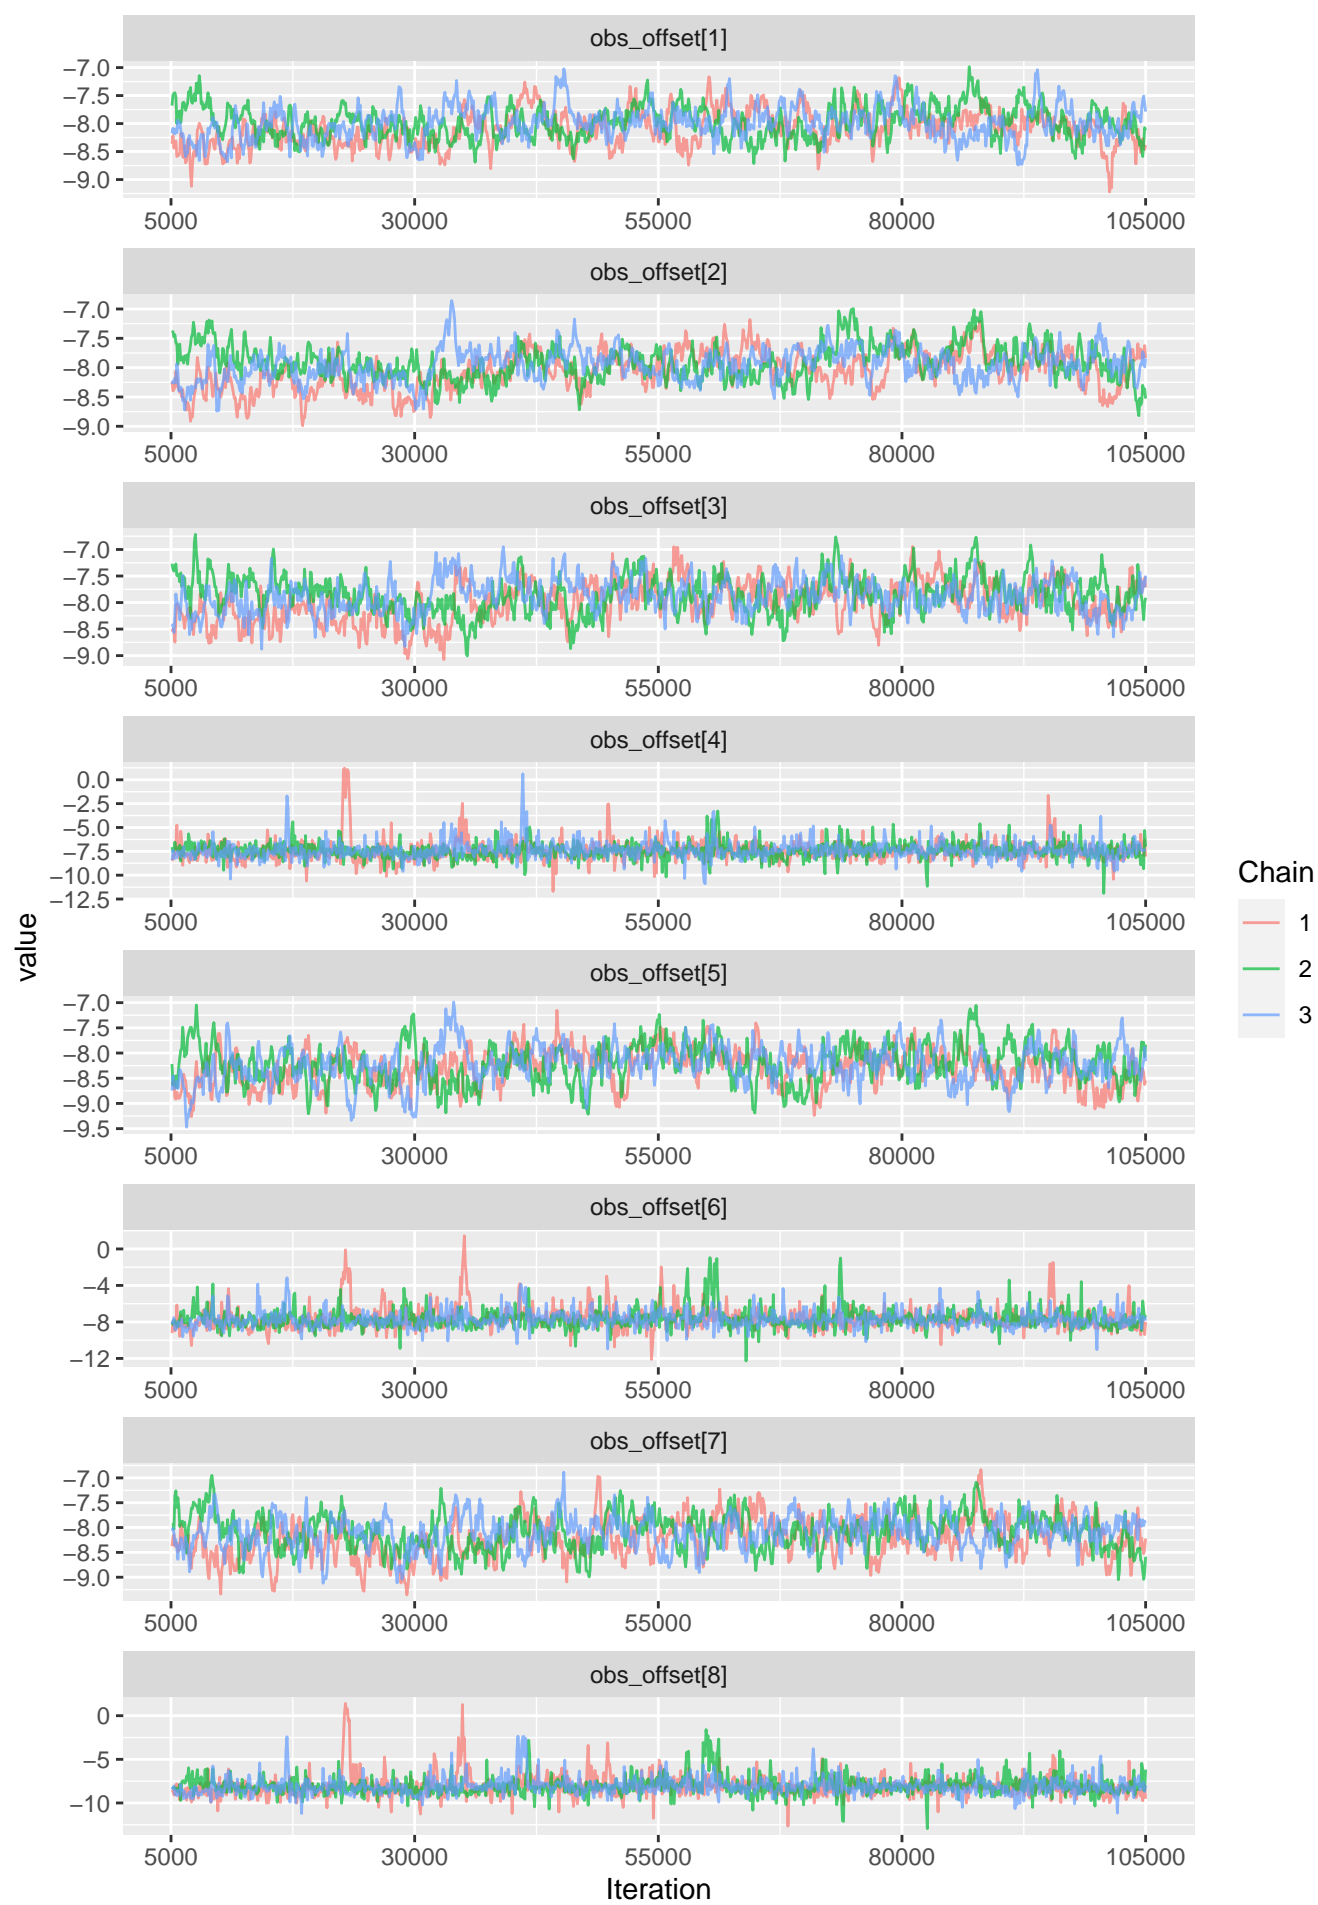 obs_offset[1]
−7.0
−7.5
−8.0
−8.5
−9.0
5000 30000 55000 80000 105000
obs_offset[2]
−7.0
−7.5
−8.0
−8.5
−9.0
5000 30000 55000 80000 105000
obs_offset[3]
−7.0
−7.5
−8.0
−8.5
−9.0
5000 30000 55000 80000 105000
obs_offset[4]
0.0
−2.5
−5.0
−7.5
−10.0
−12.5
5000 30000 55000 80000 105000
value
obs_offset[5]
−7.0
−7.5
−8.0
−8.5
−9.0
−9.5
5000 30000 55000 80000 105000
obs_offset[6]
0
−4
−8
−12
5000 30000 55000 80000 105000
obs_offset[7]
−7.0
−7.5
−8.0
−8.5
−9.0
5000 30000 55000 80000 105000
obs_offset[8]
0
−5
−10
5000 30000 55000 80000 105000
Iteration
Chain
1
2
3